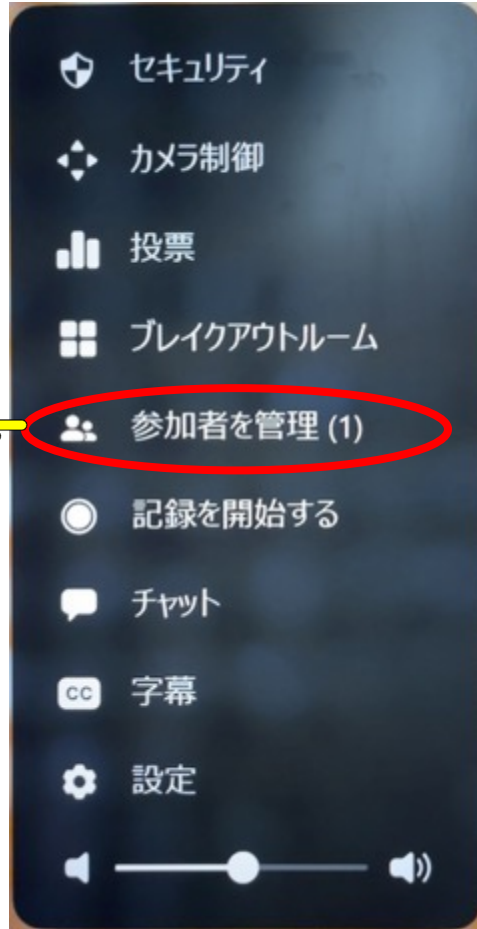 セキュリティ
カメラ制御
投票
ブレイクアウトルーム
参加者を管理 (1)
記録を開始する
チャット
CC 字幕
設定